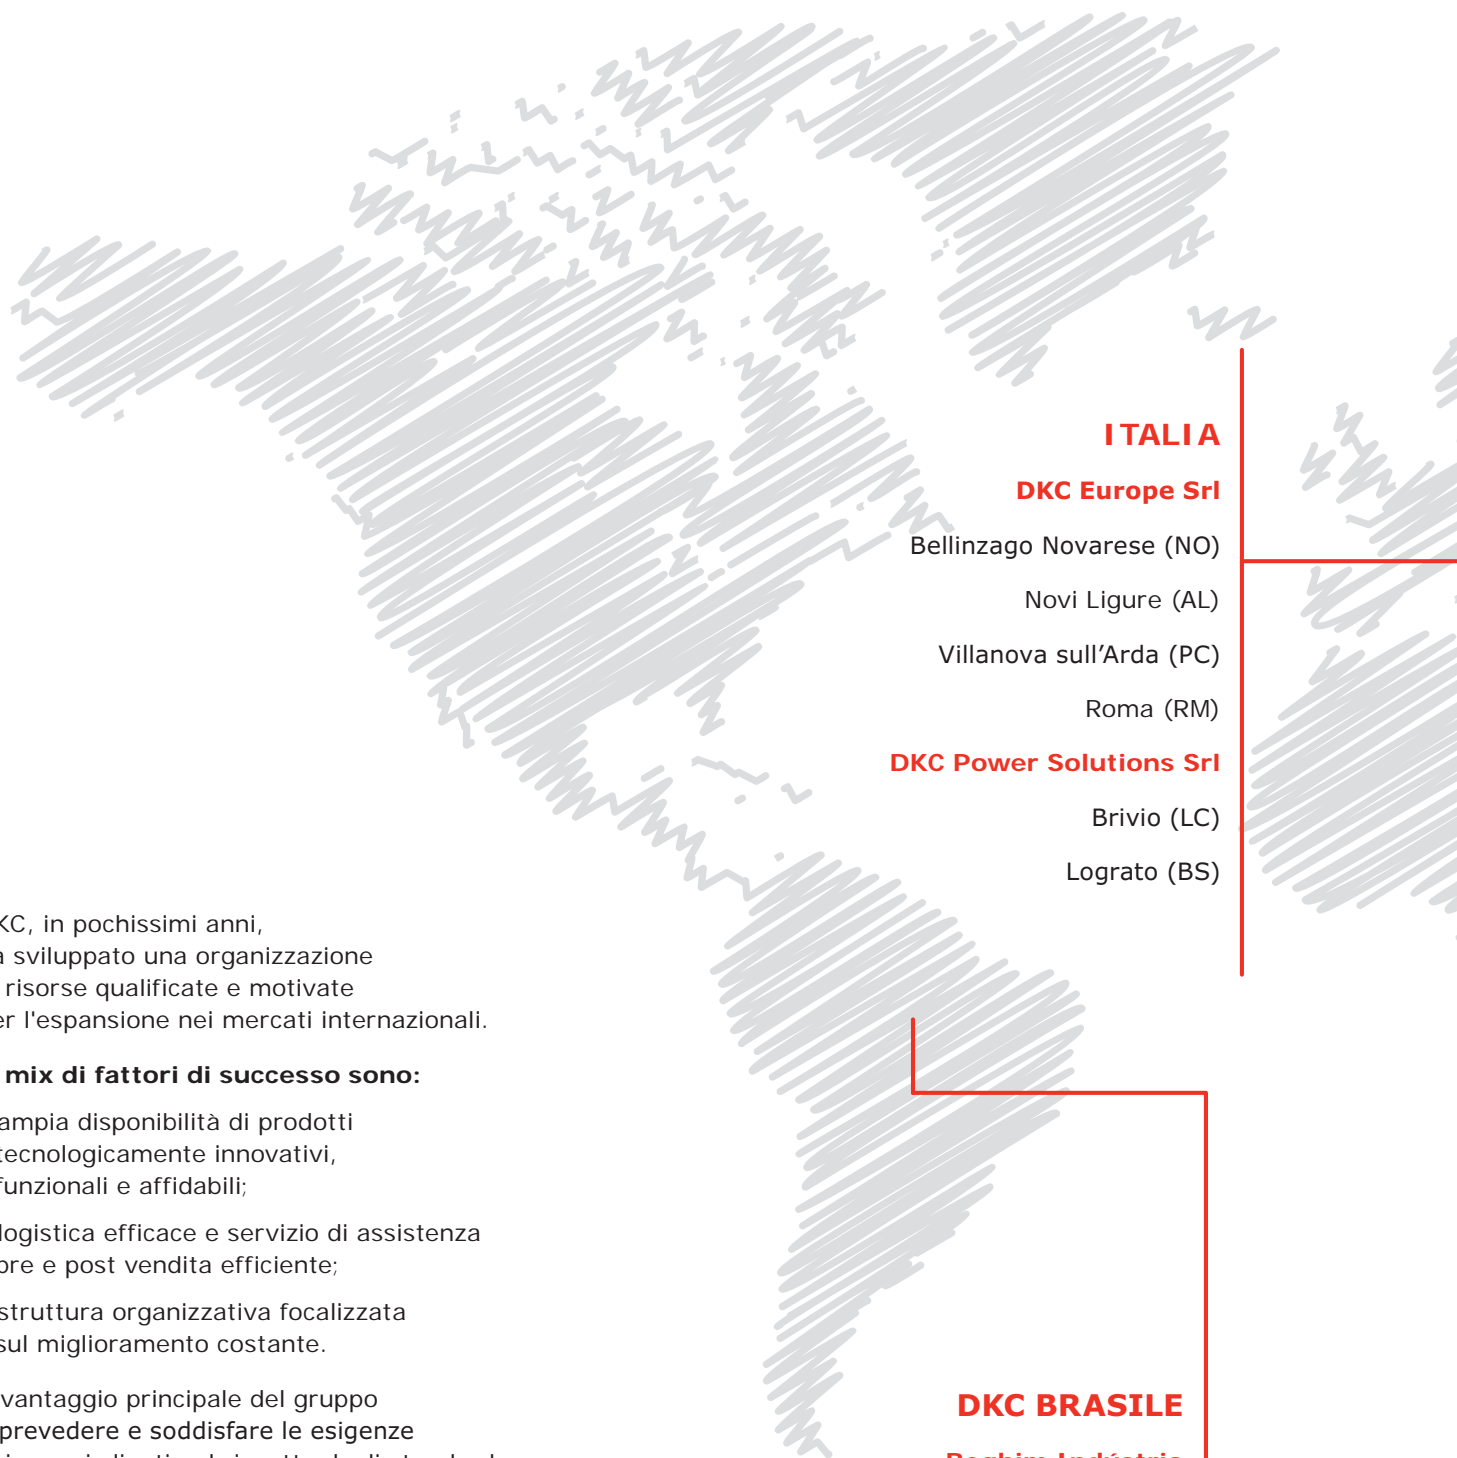 ITALIA
DKC Europe Srl
Bellinzago Novarese (NO)
Novi Ligure (AL)
Villanova sull’Arda (PC)
Roma (RM)
DKC Power Solutions Srl
Brivio (LC)
Lograto (BS)
KC, in pochissimi anni,
a sviluppato una organizzazione
risorse qualificate e motivate
er l'espansione nei mercati internazionali.
mix di fattori di successo sono:
ampia disponibilità di prodotti
tecnologicamente innovativi,
funzionali e affidabili;
logistica efficace e servizio di assistenza
pre e post vendita efficiente;
struttura organizzativa focalizzata
sul miglioramento costante.
vantaggio principale del gruppo
prevedere e soddisfare le esigenze
DKC BRASILE